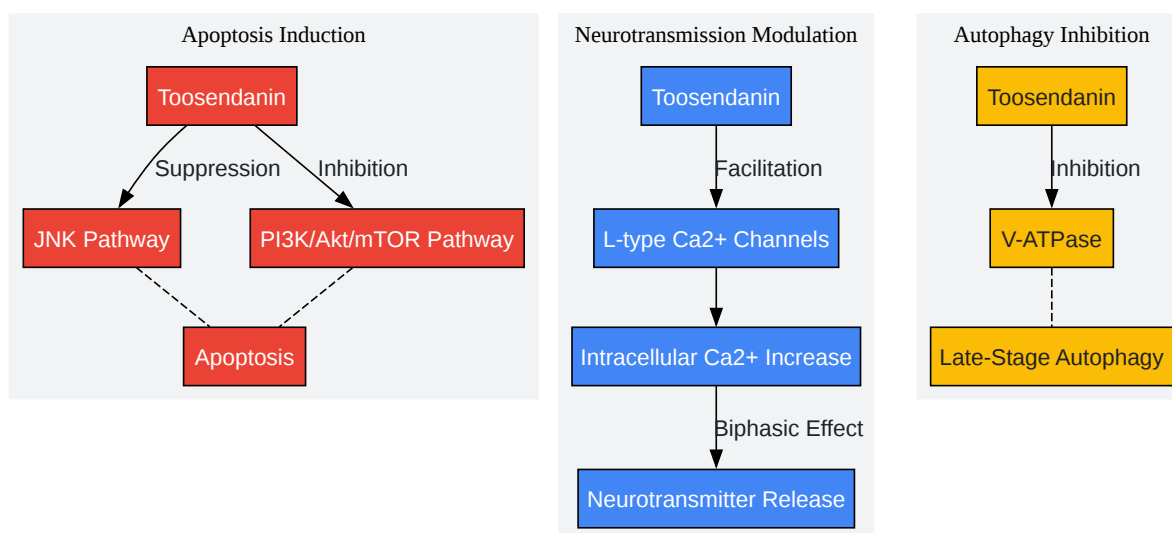 Apoptosis Induction
Toosendanin
Suppression
Inhibition
JNK Pathway
PI3K/Akt/mTOR Pathway
Apoptosis
Neurotransmission Modulation
Toosendanin
Facilitation
L-type Ca2+ Channels
Intracellular Ca2+ Increase
Biphasic Effect
Neurotransmitter Release
Autophagy Inhibition
Toosendanin
Inhibition
V-ATPase
Late-Stage Autophagy